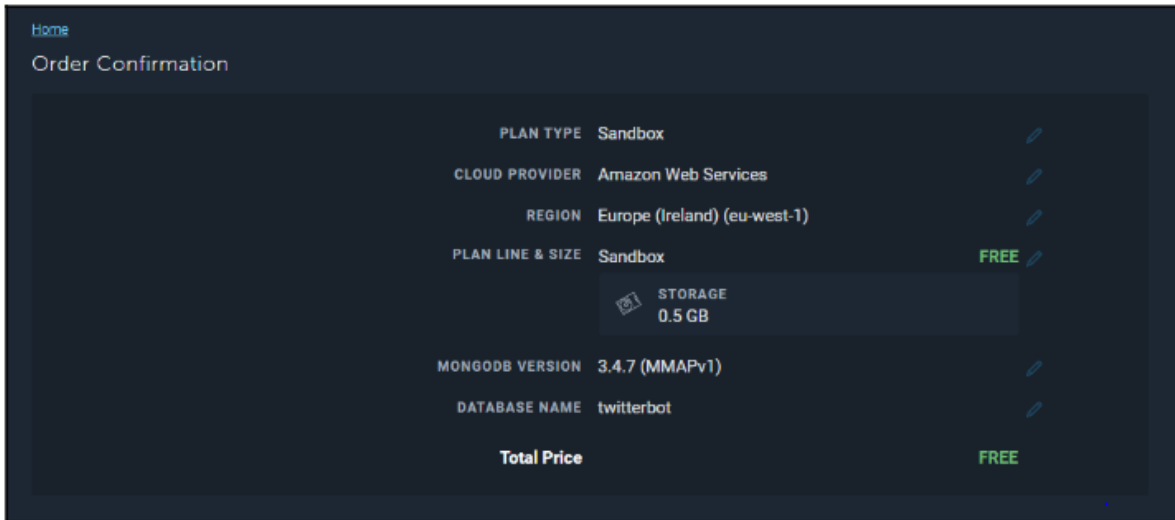 Home
Order Confirmation
PLAN TYPE Sandbox
CLOUD PROVIDER Amazon Web Services
REGION Europe (Ireland) (eu-west-1)
PLAN LINE & SIZE Sandbox FREE
STORAGE
0.5 GB
MONGODB VERSION 3.4.7 (MMAPv1)
DATABASE NAME twitterbot
Total Price FREE